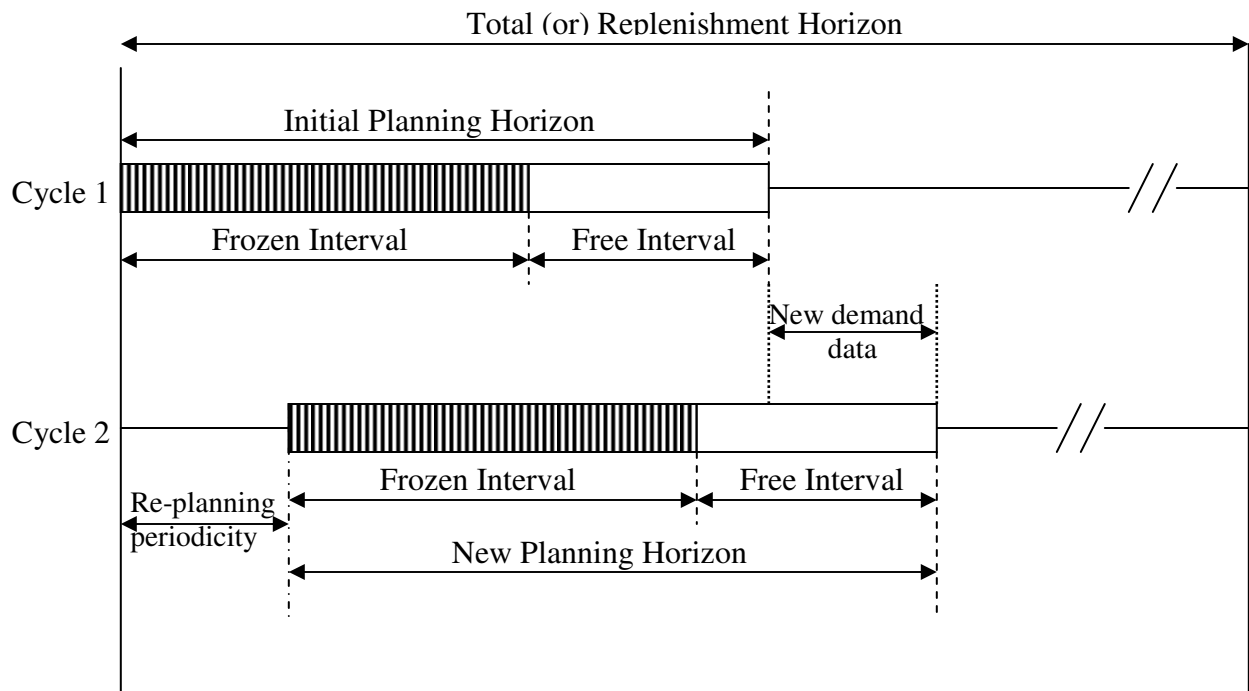 Total (or) Replenishment Horizon
Initial Planning Horizon
Cycle 1
Frozen Interval
Free Interval
New demand
data
Cycle 2
Frozen Interval
Free Interval
Re-planning
periodicity
New Planning Horizon